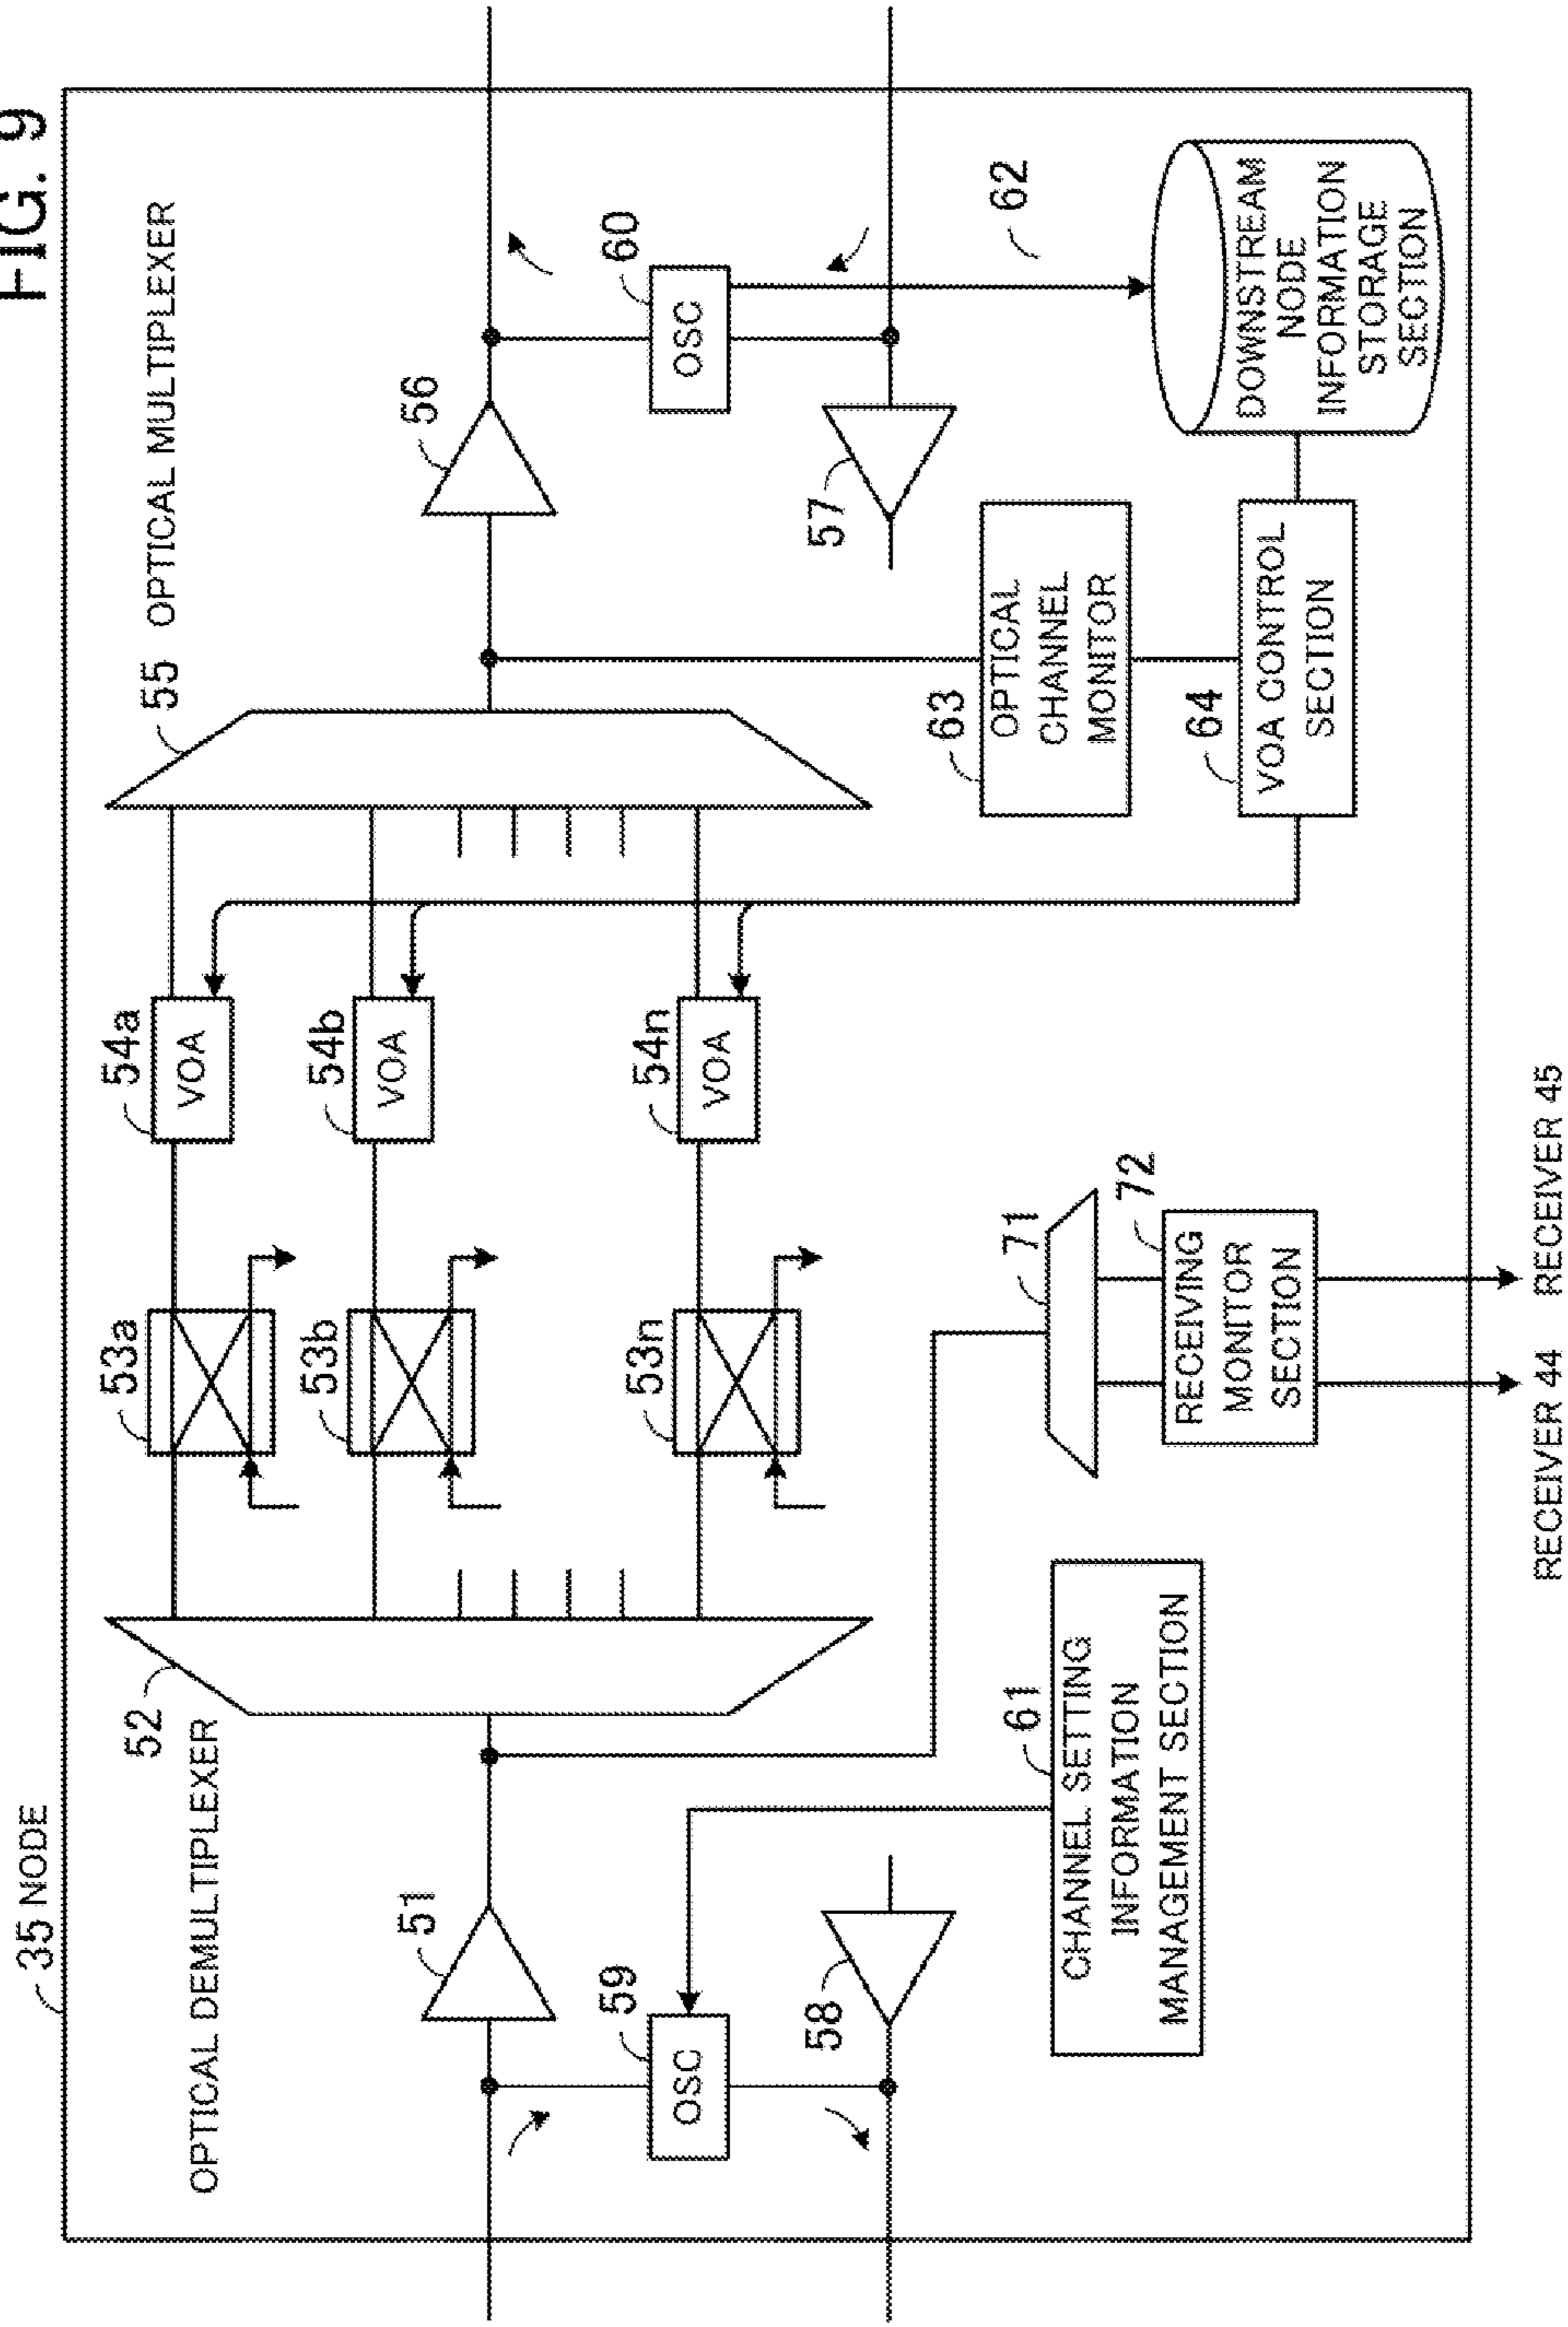 FIG. 9
35 NODE
OPTICAL DEMULTIPLEXER
52
53a
54a
55 OPTICAL MULTIPLEXER
VOA
53b
54b
VOA
53n
54n
VOA
51
56
59
OSC
60
OSC
58
57
62
61
CHANNEL SETTING
INFORMATION
MANAGEMENT SECTION
71
72
RECEIVING
MONITOR
SECTION
63
OPTICAL
CHANNEL
MONITOR
64
VOA CONTROL
SECTION
DOWNSTREAM
NODE
INFORMATION
STORAGE
SECTION
RECEIVER 44
RECEIVER 45